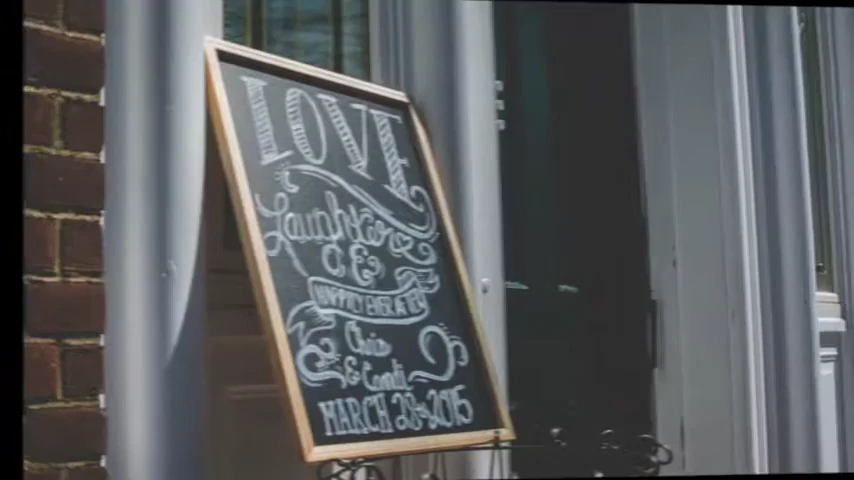 LOVE
Laughter
& 
HAPPILY EVER AFTER
Chris
& Candi
MARCH 28 2015